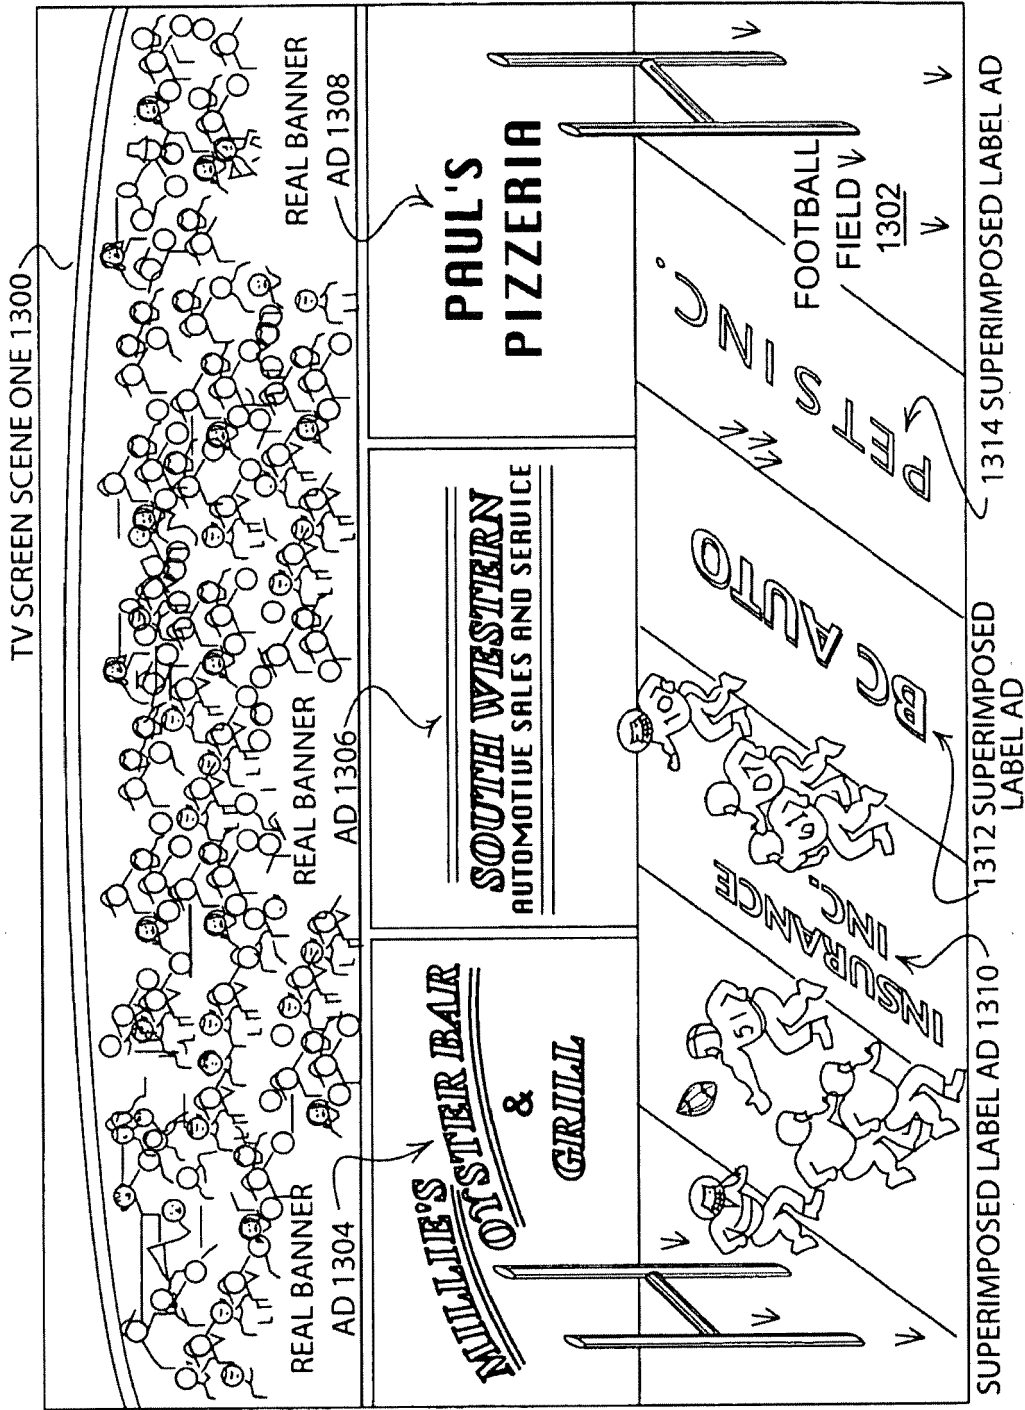 TV SCREEN SCENE ONE 1300
REAL BANNER
AD 1304
REAL BANNER
AD 1306
REAL BANNER
AD 1308
MILLIE'S
OYSTER BAR
&
GRILL
SOUTH WESTERN
AUTOMOTIVE SALES AND SERVICE
PAUL'S
PIZZERIA
10
19
51
INSURANCE
INC.
BC AUTO
PETS INC.
FOOTBALL
FIELD
1302
SUPERIMPOSED LABEL AD 1310
1312 SUPERIMPOSED
LABEL AD
1314 SUPERIMPOSED LABEL AD